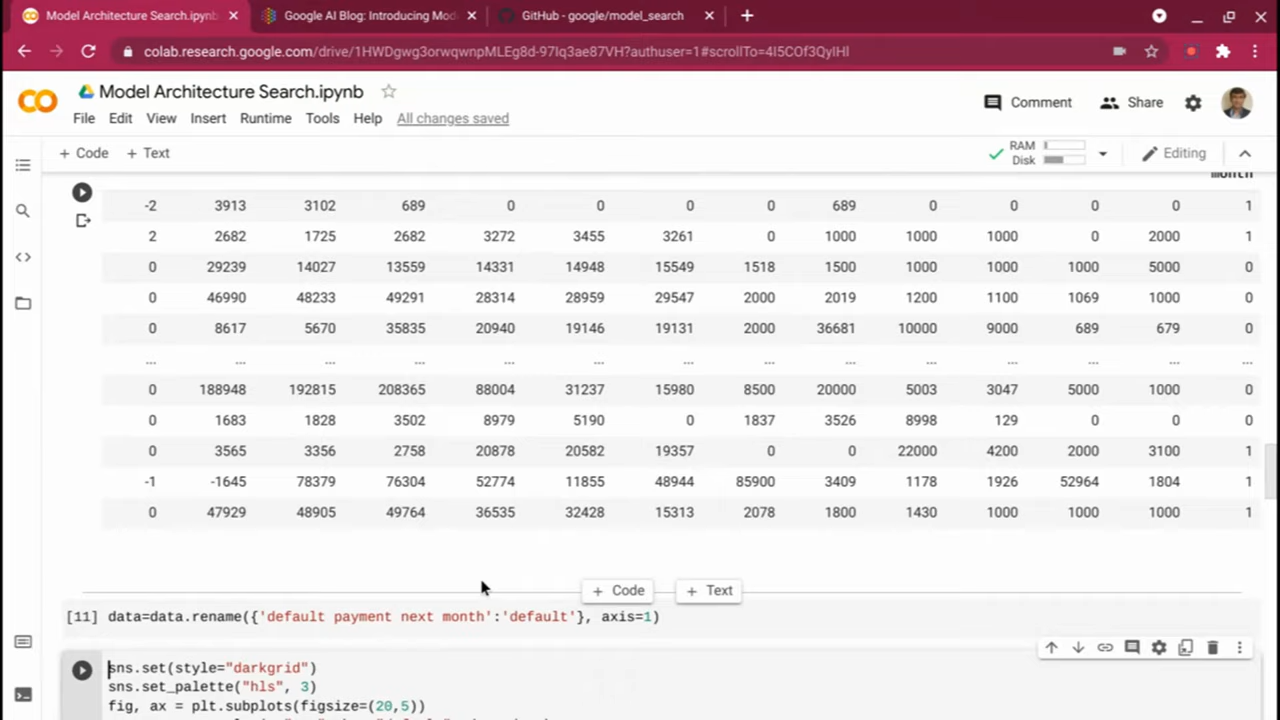 Model Architecture Search.ipynb
Google AI Blog: Introducing Mod
GitHub - google/model_search
colab.research.google.com/drive/1HWDgwg3orwqwnpMLEg8d-97Iq3ae87VH?authuser=1#scrollTo=4I5COf3QyIHl
Model Architecture Search.ipynb
Comment
Share
File Edit View Insert Runtime Tools Help All changes saved
+ Code + Text
RAM
Disk
Editing
month
-2 3913 3102 689 0 0 0 0 689 0 0 0 0 1
2 2682 1725 2682 3272 3455 3261 0 1000 1000 1000 0 2000 1
0 29239 14027 13559 14331 14948 15549 1518 1500 1000 1000 1000 5000 0
0 46990 48233 49291 28314 28959 29547 2000 2019 1200 1100 1069 1000 0
0 8617 5670 35835 20940 19146 19131 2000 36681 10000 9000 689 679 0
... ... ... ... ... ... ... ... ... ... ... ... ... ...
0 188948 192815 208365 88004 31237 15980 8500 20000 5003 3047 5000 1000 0
0 1683 1828 3502 8979 5190 0 1837 3526 8998 129 0 0 0
0 3565 3356 2758 20878 20582 19357 0 0 22000 4200 2000 3100 1
-1 -1645 78379 76304 52774 11855 48944 85900 3409 1178 1926 52964 1804 1
0 47929 48905 49764 36535 32428 15313 2078 1800 1430 1000 1000 1000 1
+ Code + Text
[11] data=data.rename({'default payment next month':'default'}, axis=1)
sns.set(style="darkgrid")
sns.set_palette("hls", 3)
fig, ax = plt.subplots(figsize=(20,5))